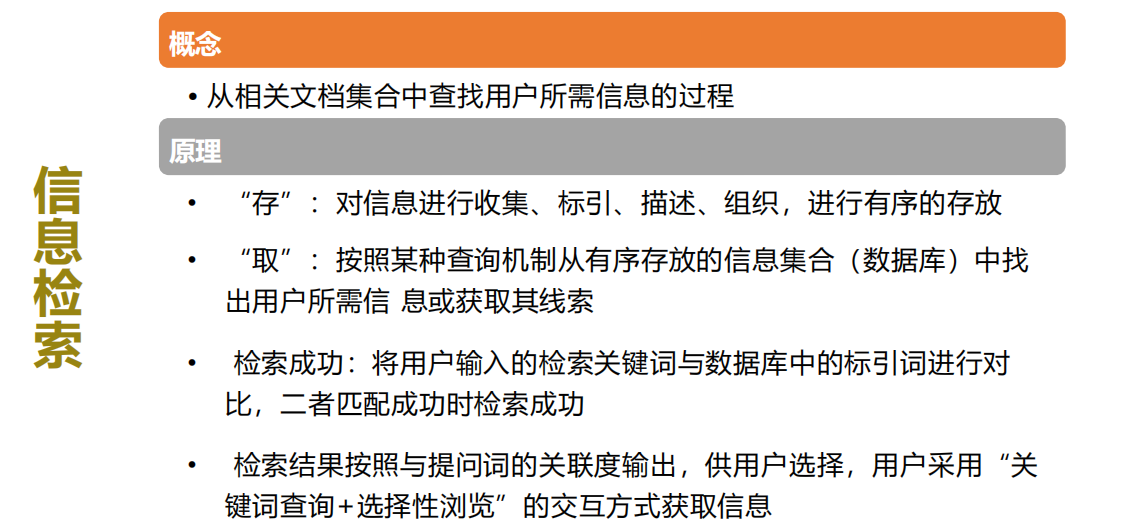 信息检索
概念
• 从相关文档集合中查找用户所需信息的过程
原理
• “存”：对信息进行收集、标引、描述、组织，进行有序的存放
• “取”：按照某种查询机制从有序存放的信息集合（数据库）中找
出用户所需信 息或获取其线索
• 检索成功：将用户输入的检索关键词与数据库中的标引词进行对
比，二者匹配成功时检索成功
• 检索结果按照与提问词的关联度输出，供用户选择，用户采用“关
键词查询+选择性浏览”的交互方式获取信息